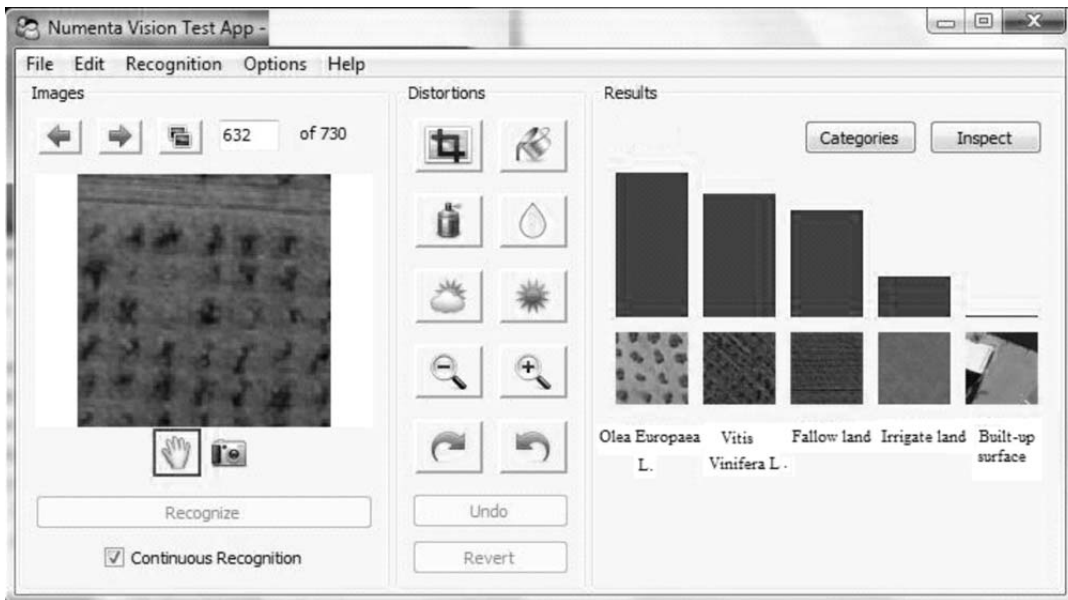 Numenta Vision Test App -
File Edit Recognition Options Help
Images
632 of 730
Recognize
Continuous Recognition
Distortions
Undo
Revert
Results
Categories Inspect
Olea Europaea
L.
Vitis
Vinifera L .
Fallow land
Irrigate land
Built-up
surface